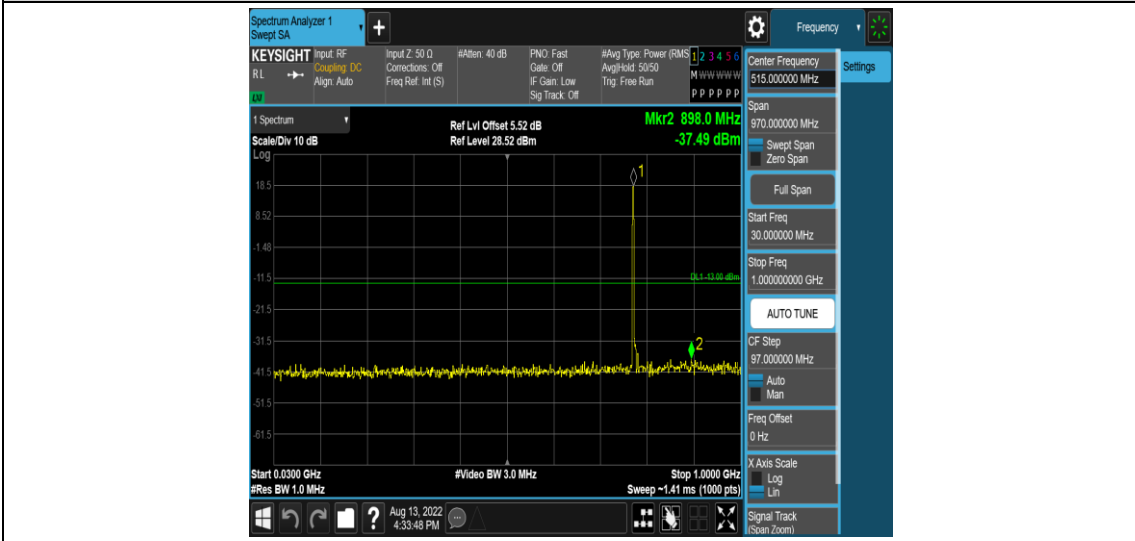 Spectrum Analyzer 1
Swept SA
+
Frequency
KEYSIGHT
RL
LXI
Input: RF
Coupling: DC
Align: Auto
Input Z: 50 Ω
Corrections: Off
Freq Ref: Int (S)
#Atten: 40 dB
PNO: Fast
Gate: Off
IF Gain: Low
Sig Track: Off
#Avg Type: Power (RMS
Avg|Hold: 50/50
Trig: Free Run
1 2 3 4 5 6
M W W W W W
P P P P P P
1 Spectrum
Scale/Div 10 dB
Log
Ref Lvl Offset 5.52 dB
Ref Level 28.52 dBm
Mkr2 898.0 MHz
-37.49 dBm
1
18.5
8.52
-1.48
-11.5
DL1 -13.00 dBm
-21.5
-31.5
2
-41.5
-51.5
-61.5
Start 0.0300 GHz
#Res BW 1.0 MHz
#Video BW 3.0 MHz
Stop 1.0000 GHz
Sweep ~1.41 ms (1000 pts)
?
Aug 13, 2022
4:33:48 PM
Center Frequency
515.000000 MHz
Settings
Span
970.000000 MHz
Swept Span
Zero Span
Full Span
Start Freq
30.000000 MHz
Stop Freq
1.000000000 GHz
AUTO TUNE
CF Step
97.000000 MHz
Auto
Man
Freq Offset
0 Hz
X Axis Scale
Log
Lin
Signal Track
(Span Zoom)